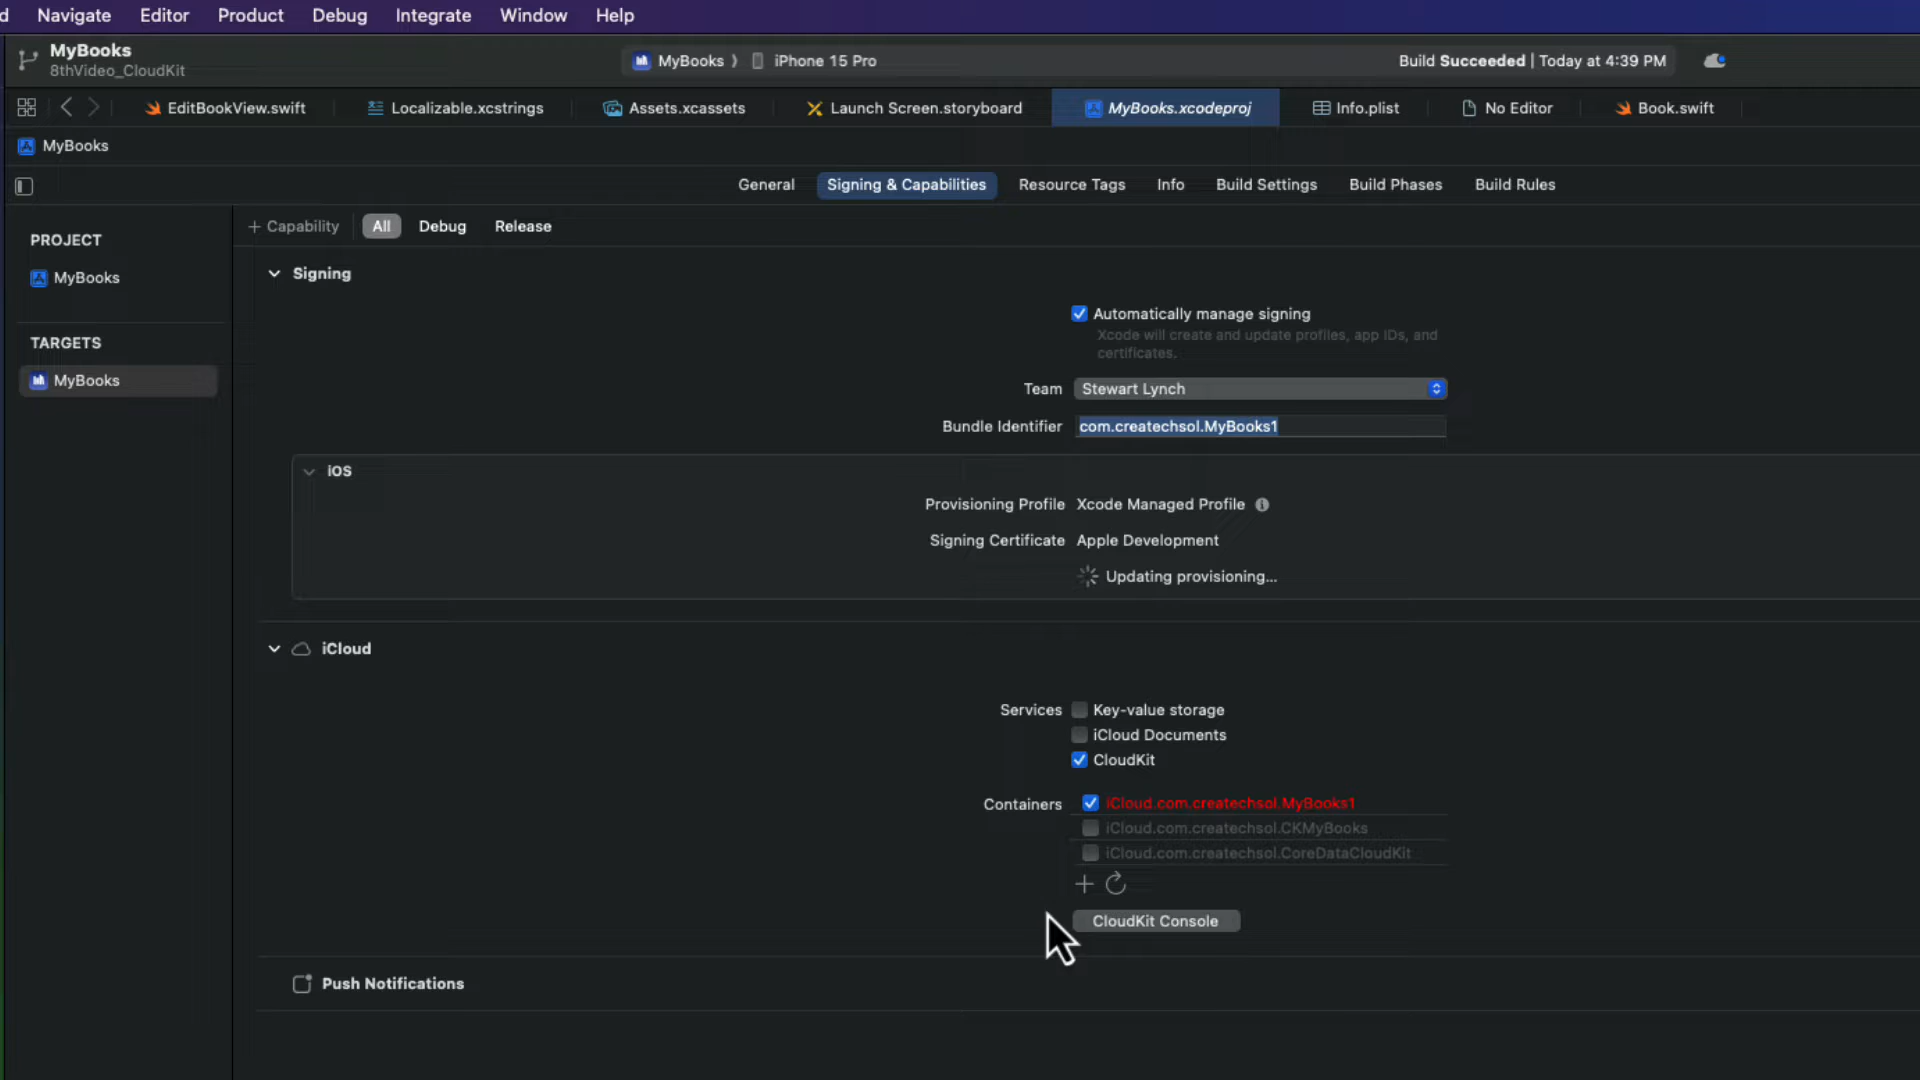 d Navigate Editor Product Debug Integrate Window Help
MyBooks
8thVideo_CloudKit
MyBooks ⟩ iPhone 15 Pro
Build Succeeded | Today at 4:39 PM
EditBookView.swift Localizable.xcstrings Assets.xcassets Launch Screen.storyboard MyBooks.xcodeproj Info.plist No Editor Book.swift
MyBooks
General Signing & Capabilities Resource Tags Info Build Settings Build Phases Build Rules
+ Capability All Debug Release
PROJECT
MyBooks
TARGETS
MyBooks
Signing
Automatically manage signing
Xcode will create and update profiles, app IDs, and
certificates.
Team Stewart Lynch
Bundle Identifier com.createchsol.MyBooks1
iOS
Provisioning Profile Xcode Managed Profile
Signing Certificate Apple Development
Updating provisioning...
iCloud
Services Key-value storage
iCloud Documents
CloudKit
Containers iCloud.com.createchsol.MyBooks1
iCloud.com.createchsol.CKMyBooks
iCloud.com.createchsol.CoreDataCloudKit
CloudKit Console
Push Notifications